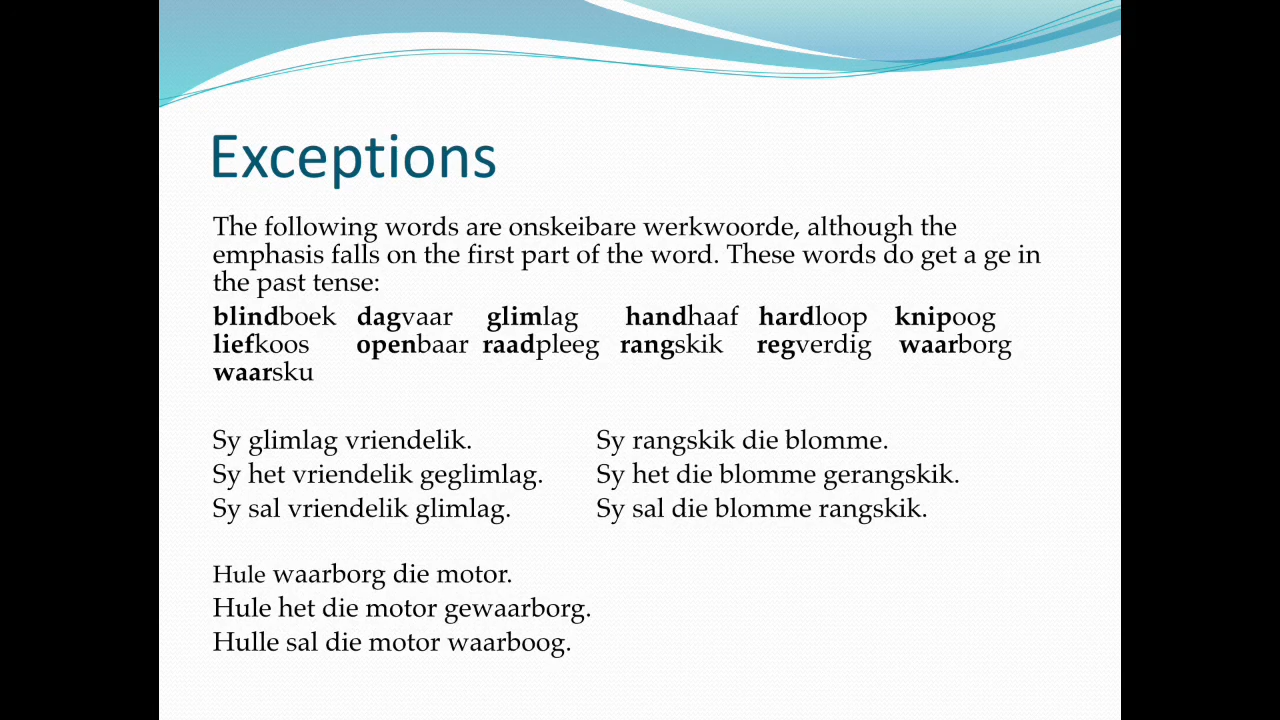 Exceptions
The following words are onskeibare werkwoorde, although the
emphasis falls on the first part of the word. These words do get a ge in
the past tense:
blindboek dagvaar glimlag handhaaf hardloop knipoog
liefkoos openbaar raadpleeg rangskik regverdig waarborg
waarsku
Sy glimlag vriendelik. Sy rangskik die blomme.
Sy het vriendelik geglimlag. Sy het die blomme gerangskik.
Sy sal vriendelik glimlag. Sy sal die blomme rangskik.
Hule waarborg die motor.
Hule het die motor gewaarborg.
Hulle sal die motor waarboog.